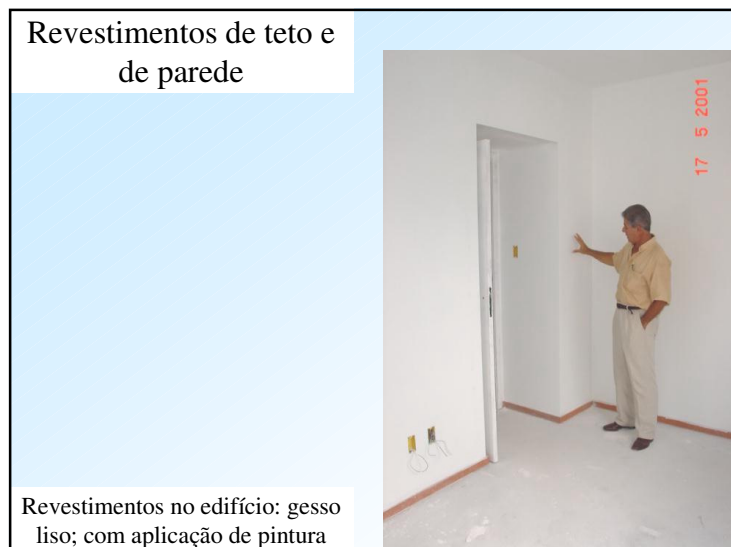 Revestimentos de teto e
de parede
17 5 2001
Revestimentos no edifício: gesso
liso; com aplicação de pintura